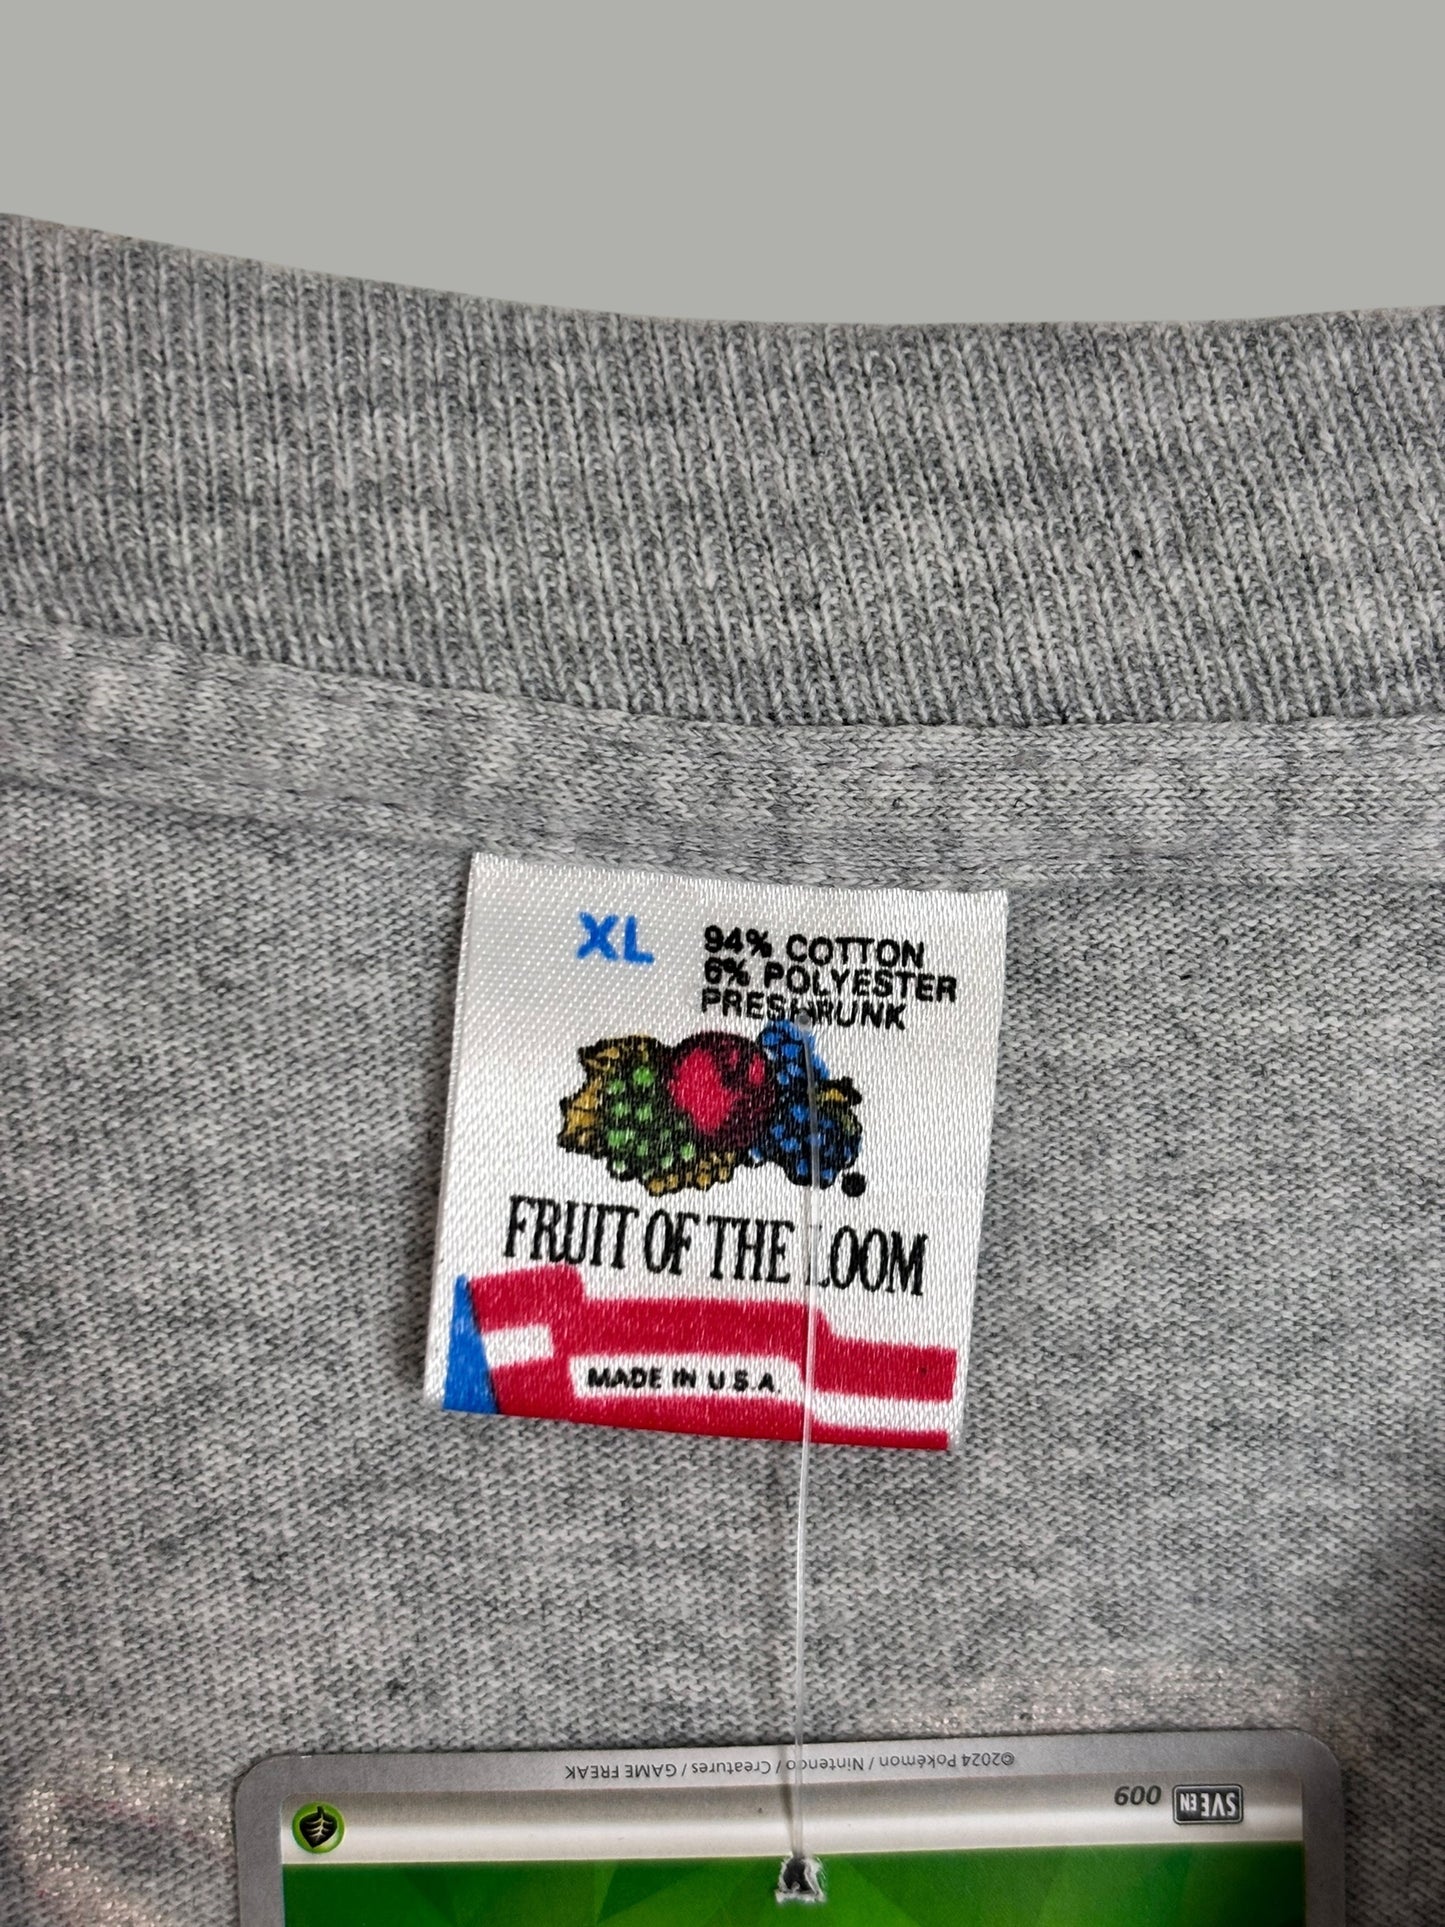 XL
94% COTTON
6% POLYESTER
PRESHRUNK
FRUIT OF THE LOOM
MADE IN U.S.A.
©2024 Pokémon / Nintendo / Creatures / GAME FREAK
SVE EN 009